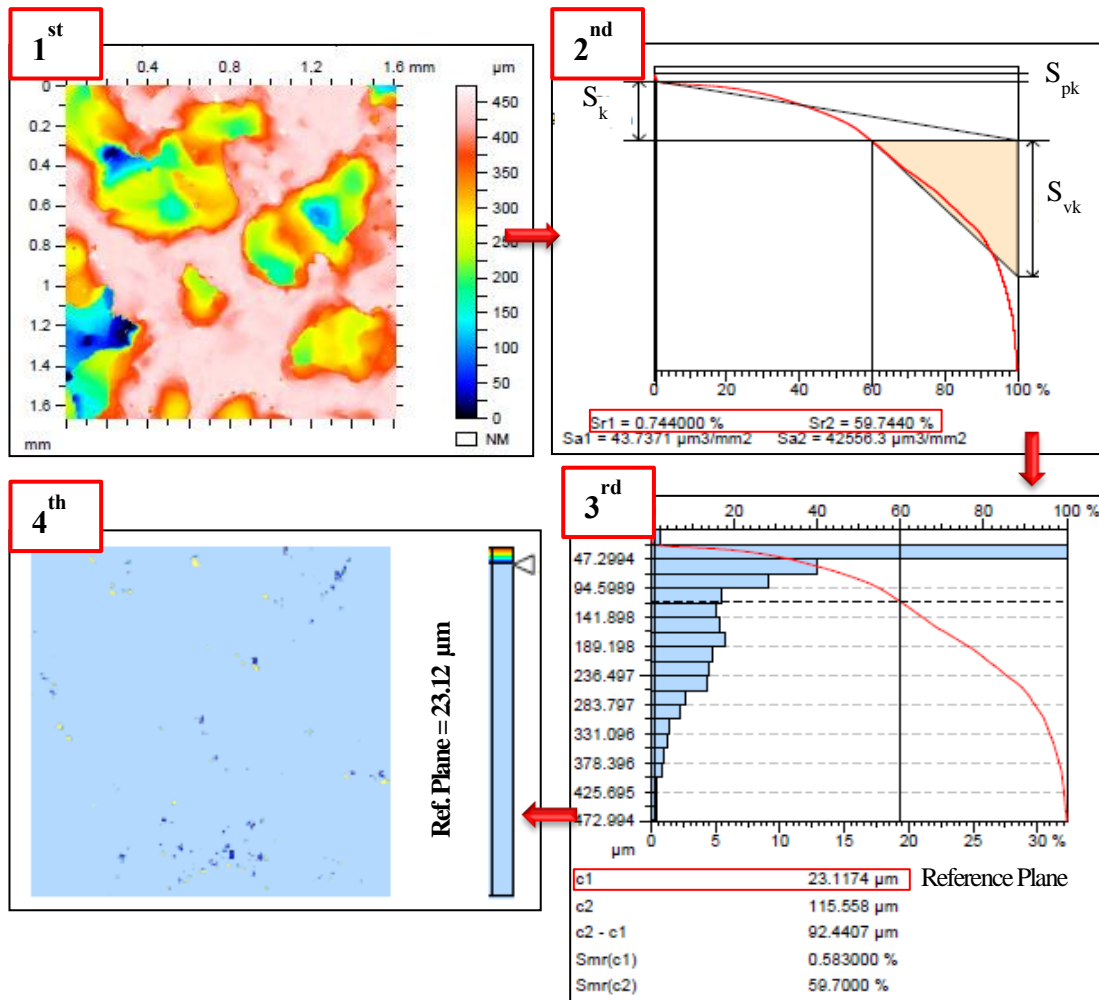 1st
0.4 0.8 1.2 1.6 mm µm
0
0.2
0.4
0.6
0.8
1
1.2
1.4
1.6
mm
450
400
350
300
250
200
150
100
50
0
NM
2nd
Sk
Spk
Svk
0 20 40 60 80 100 %
Sr1 = 0.744000 % Sr2 = 59.7440 %
Sa1 = 43.7371 µm3/mm2 Sa2 = 42556.3 µm3/mm2
3rd
20 40 60 80 100 %
47.2994
94.5989
141.898
189.198
236.497
283.797
331.096
378.396
425.695
472.994
µm
0 5 10 15 20 25 30 %
c1 23.1174 µm Reference Plane
c2 115.558 µm
c2 - c1 92.4407 µm
Smr(c1) 0.583000 %
Smr(c2) 59.7000 %
4th
Ref. Plane = 23.12 µm